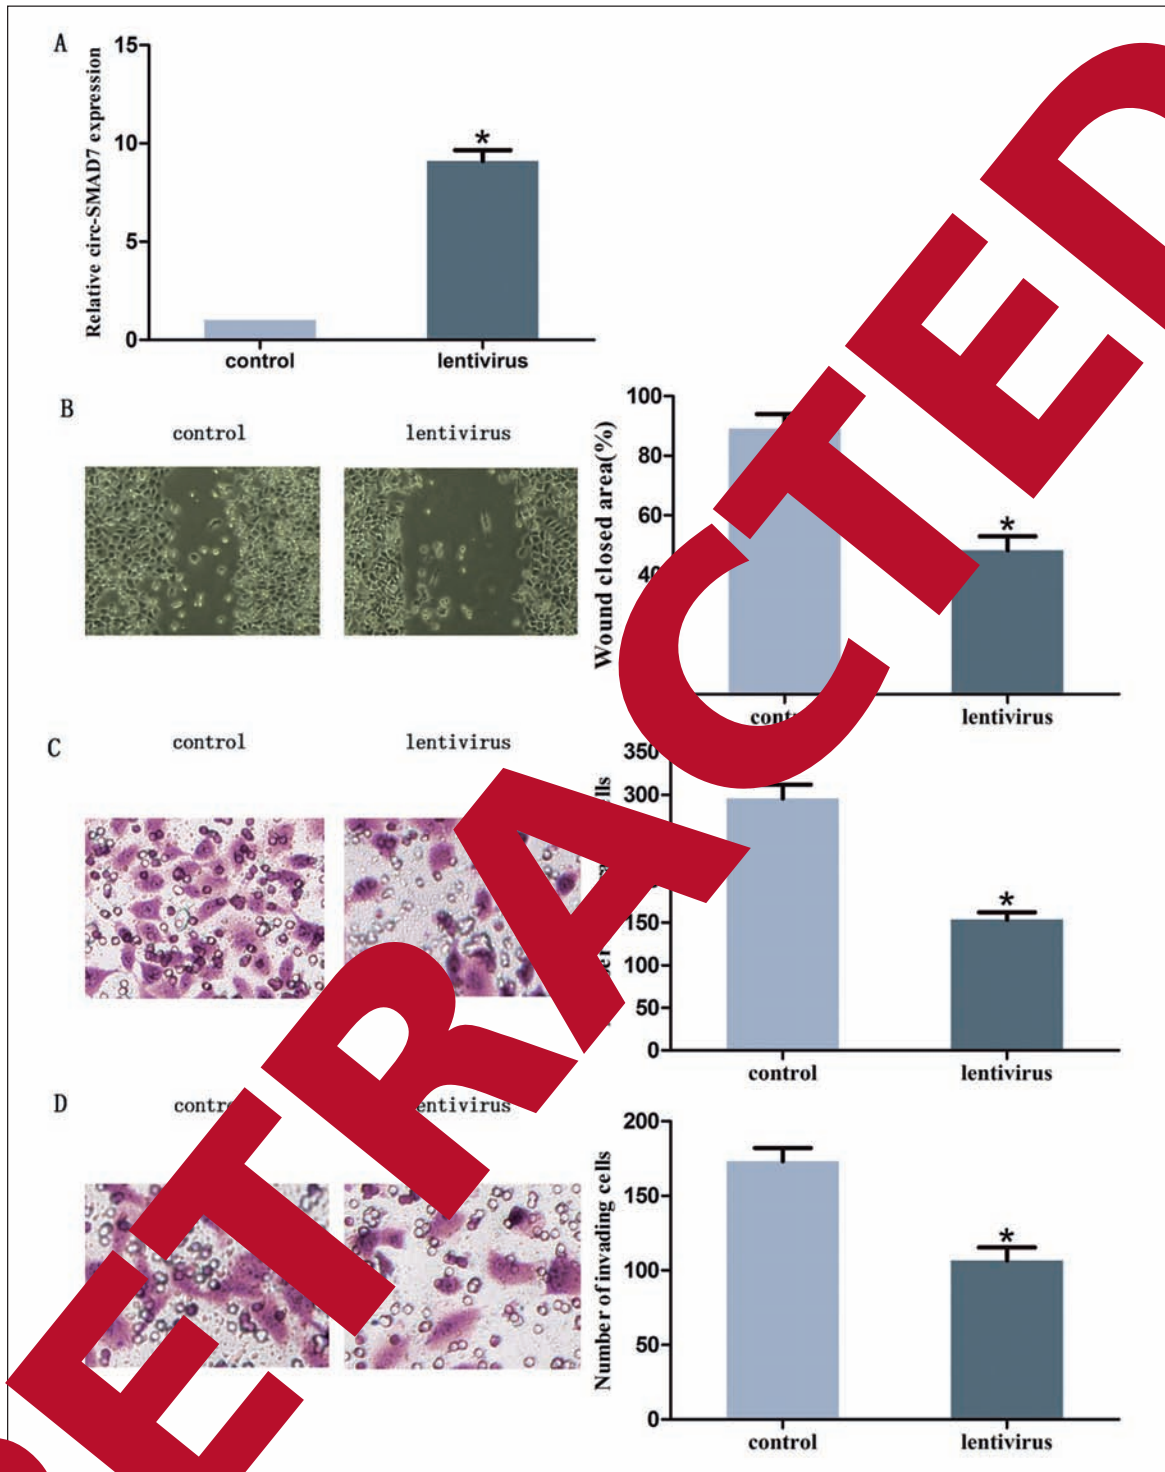 A
Relative circ-SMAD7 expression
15
10
5
0
*
control
lentivirus
B
control
lentivirus
Wound closed area(%)
100
80
60
*
lentivirus
C
control
lentivirus
350
300
150
100
50
0
*
control
lentivirus
D
Number of invading cells
200
150
100
50
0
*
control
lentivirus
RETRACTED